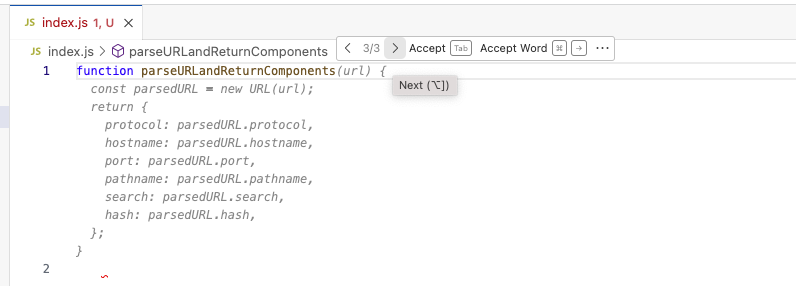 JS index.js 1, U ×
JS index.js > parseURLandReturnComponents
< 3/3 > Accept Tab Accept Word ⌘ → ···
1 function parseURLandReturnComponents(url) {
Next (⌥])
const parsedURL = new URL(url);
return {
protocol: parsedURL.protocol,
hostname: parsedURL.hostname,
port: parsedURL.port,
pathname: parsedURL.pathname,
search: parsedURL.search,
hash: parsedURL.hash,
};
}
2